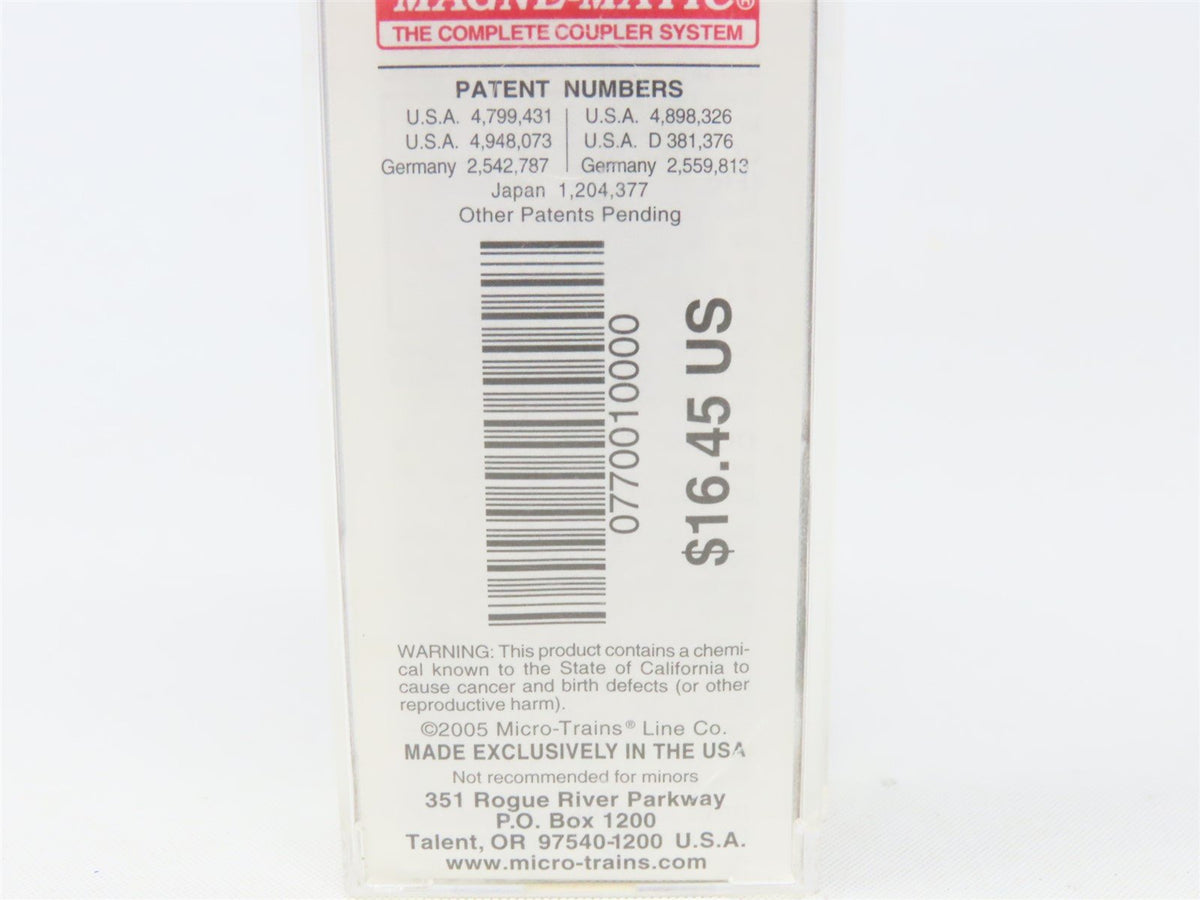 MAGNE-MATIC®
THE COMPLETE COUPLER SYSTEM
PATENT NUMBERS
U.S.A. 4,799,431 U.S.A. 4,898,326
U.S.A. 4,948,073 U.S.A. D 381,376
Germany 2,542,787 Germany 2,559,813
Japan 1,204,377
Other Patents Pending
0770010000
$16.45 US
WARNING: This product contains a chemi-
cal known to the State of California to
cause cancer and birth defects (or other
reproductive harm).
©2005 Micro-Trains® Line Co.
MADE EXCLUSIVELY IN THE USA
Not recommended for minors
351 Rogue River Parkway
P.O. Box 1200
Talent, OR 97540-1200 U.S.A.
www.micro-trains.com